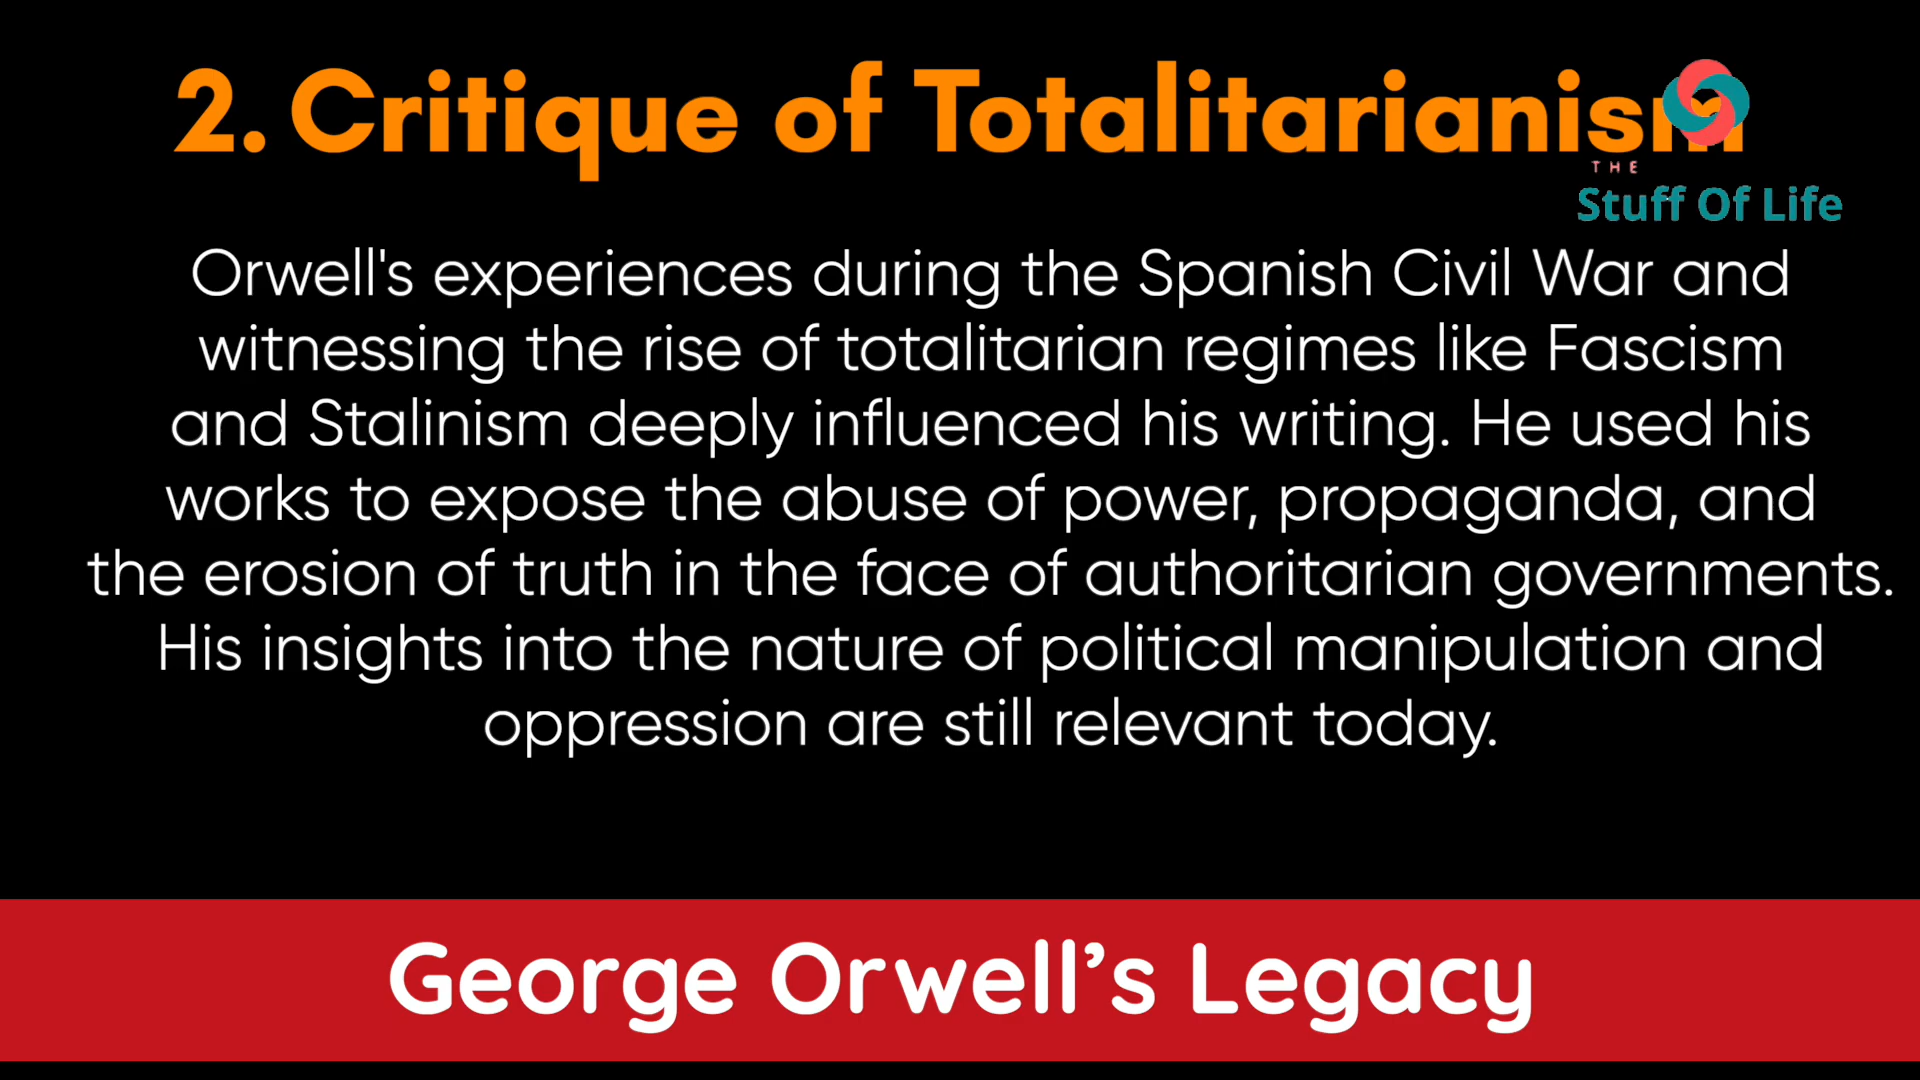 2. Critique of Totalitarianism
THE
Stuff Of Life
Orwell's experiences during the Spanish Civil War and
witnessing the rise of totalitarian regimes like Fascism
and Stalinism deeply influenced his writing. He used his
works to expose the abuse of power, propaganda, and
the erosion of truth in the face of authoritarian governments.
His insights into the nature of political manipulation and
oppression are still relevant today.
George Orwell’s Legacy